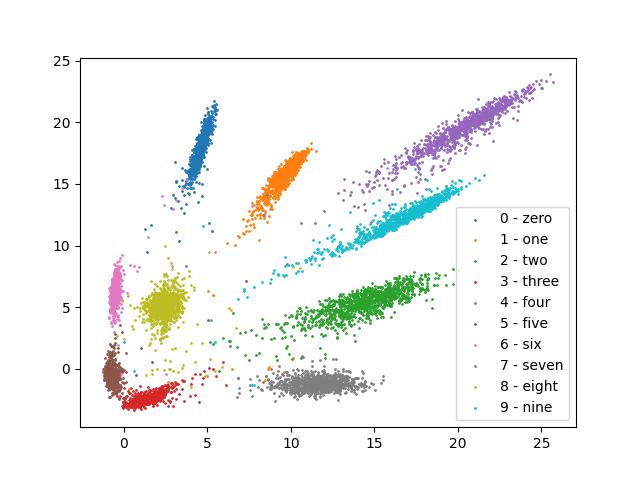 25
20
15
10
5
0
0 - zero
1 - one
2 - two
3 - three
4 - four
5 - five
6 - six
7 - seven
8 - eight
9 - nine
0 5 10 15 20 25